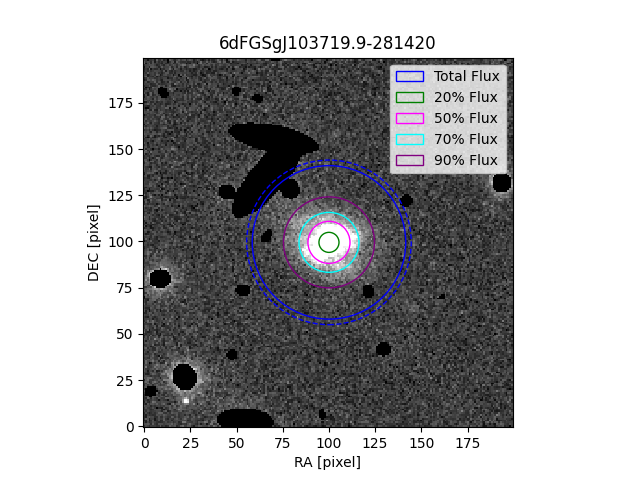 6dFGSgJ103719.9-281420
Total Flux
20% Flux
50% Flux
70% Flux
90% Flux
175
150
125
100
75
50
25
0
DEC [pixel]
0 25 50 75 100 125 150 175
RA [pixel]